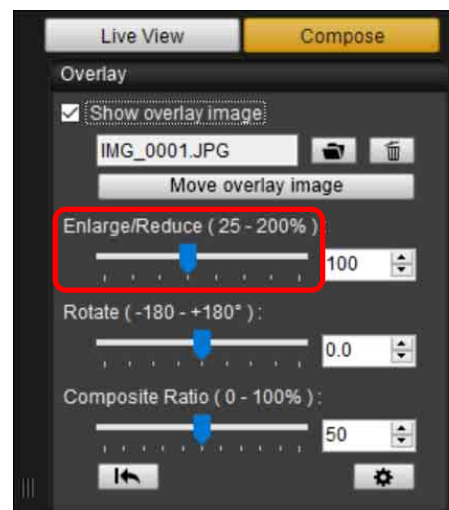 Live View Compose
Overlay
Show overlay image
IMG_0001.JPG
Move overlay image
Enlarge/Reduce ( 25 - 200% ) :
100
Rotate ( -180 - +180° ) :
0.0
Composite Ratio ( 0 - 100% ) :
50